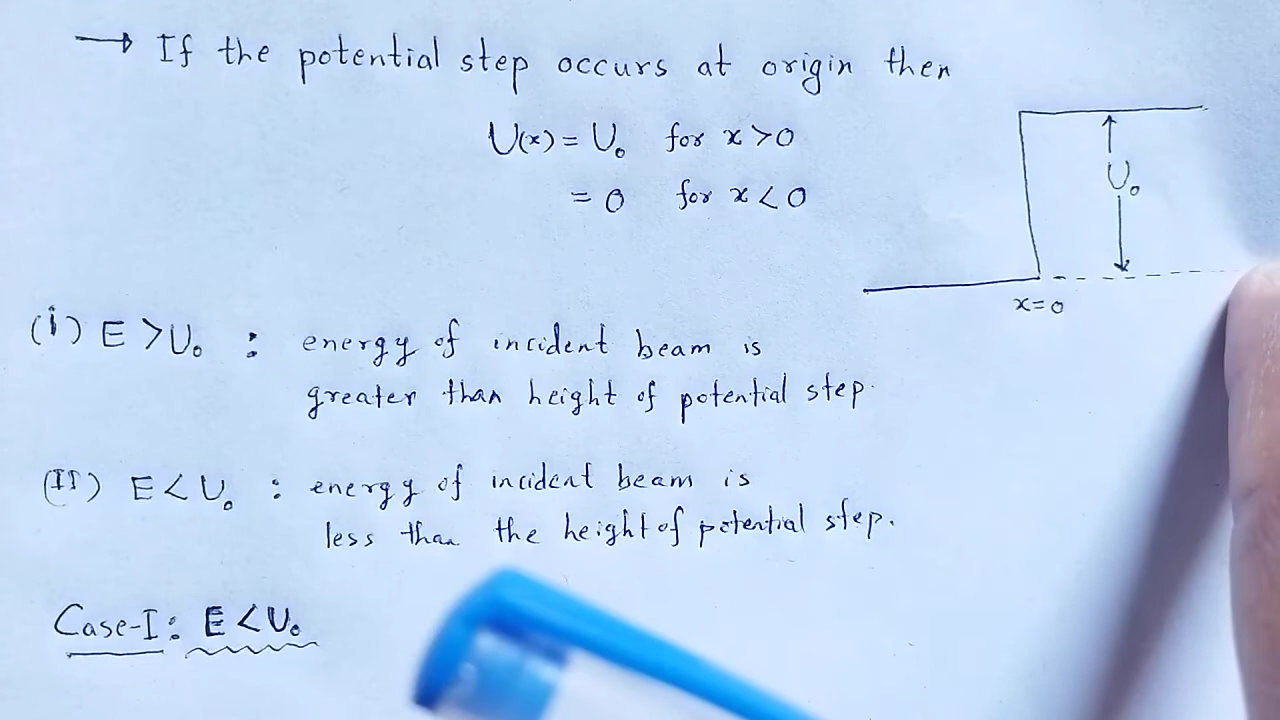 → If the potential step occurs at origin then
U(x) = U₀ for x > 0
= 0 for x < 0
U₀
x = 0
(i) E > U₀ : energy of incident beam is
greater than height of potential step.
(II) E < U₀ : energy of incident beam is
less than the height of potential step.
Case-I : E < U₀